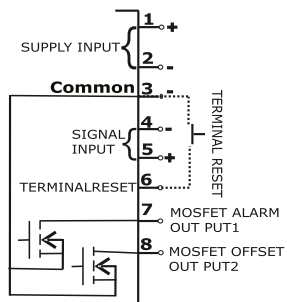 1 +
SUPPLY INPUT
2 -
Common 3 -
4 -
SIGNAL
INPUT
5 +
TERMINALRESET 6
TERMINAL RESET
7 MOSFET ALARM
OUT PUT1
8 MOSFET OFFSET
OUT PUT2